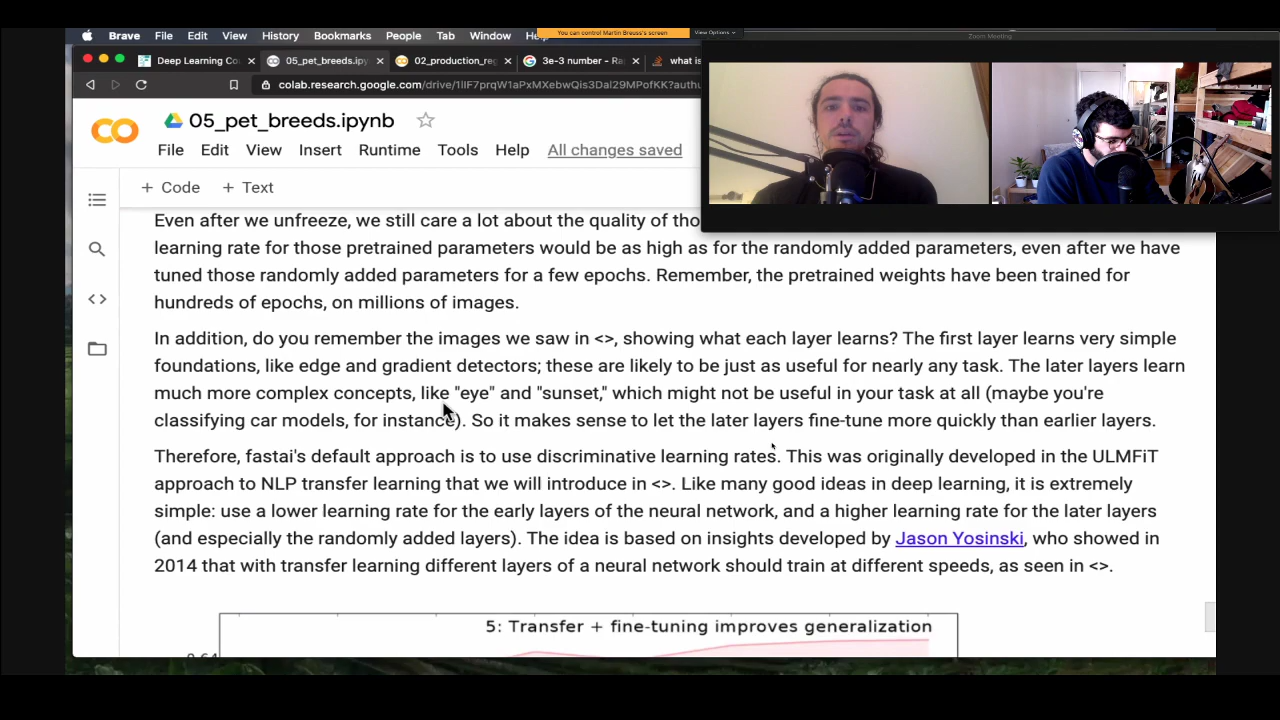 Brave File Edit View History Bookmarks People Tab Window
You can control Martin Breuss's screen
View Options
Zoom Meeting
Deep Learning Co 05_pet_breeds.ipy 02_production_re 3e-3 number - Ra what is
colab.research.google.com/drive/1IIF7prqW1aPxMXebwQis3Dal29MPofKK?authu
05_pet_breeds.ipynb
File Edit View Insert Runtime Tools Help All changes saved
+ Code + Text
Even after we unfreeze, we still care a lot about the quality of tho
learning rate for those pretrained parameters would be as high as for the randomly added parameters, even after we have
tuned those randomly added parameters for a few epochs. Remember, the pretrained weights have been trained for
hundreds of epochs, on millions of images.
In addition, do you remember the images we saw in <>, showing what each layer learns? The first layer learns very simple
foundations, like edge and gradient detectors; these are likely to be just as useful for nearly any task. The later layers learn
much more complex concepts, like "eye" and "sunset," which might not be useful in your task at all (maybe you're
classifying car models, for instance). So it makes sense to let the later layers fine-tune more quickly than earlier layers.
Therefore, fastai's default approach is to use discriminative learning rates. This was originally developed in the ULMFiT
approach to NLP transfer learning that we will introduce in <>. Like many good ideas in deep learning, it is extremely
simple: use a lower learning rate for the early layers of the neural network, and a higher learning rate for the later layers
(and especially the randomly added layers). The idea is based on insights developed by Jason Yosinski, who showed in
2014 that with transfer learning different layers of a neural network should train at different speeds, as seen in <>.
5: Transfer + fine-tuning improves generalization